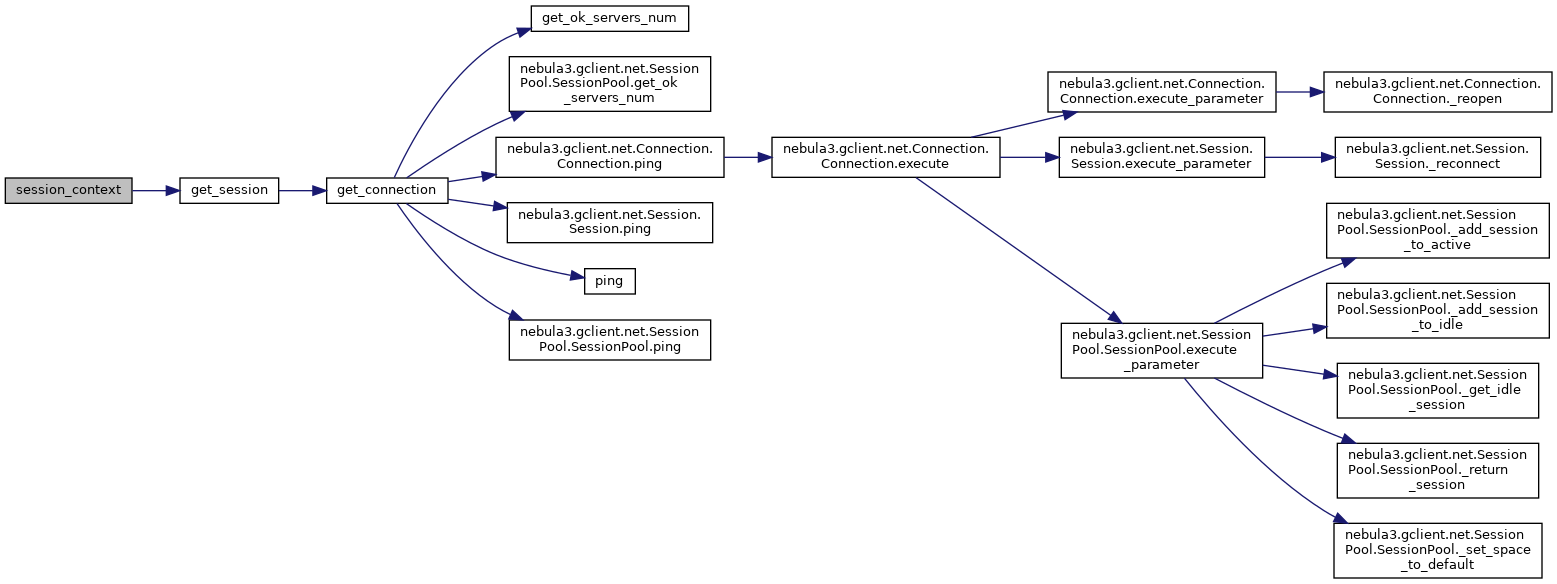 session_context
get_session
get_connection
get_ok_servers_num
nebula3.gclient.net.Session
Pool.SessionPool.get_ok
_servers_num
nebula3.gclient.net.Connection.
Connection.ping
nebula3.gclient.net.Session.
Session.ping
ping
nebula3.gclient.net.Session
Pool.SessionPool.ping
nebula3.gclient.net.Connection.
Connection.execute
nebula3.gclient.net.Connection.
Connection.execute_parameter
nebula3.gclient.net.Session.
Session.execute_parameter
nebula3.gclient.net.Session
Pool.SessionPool.execute
_parameter
nebula3.gclient.net.Connection.
Connection._reopen
nebula3.gclient.net.Session.
Session._reconnect
nebula3.gclient.net.Session
Pool.SessionPool._add_session
_to_active
nebula3.gclient.net.Session
Pool.SessionPool._add_session
_to_idle
nebula3.gclient.net.Session
Pool.SessionPool._get_idle
_session
nebula3.gclient.net.Session
Pool.SessionPool._return
_session
nebula3.gclient.net.Session
Pool.SessionPool._set_space
_to_default